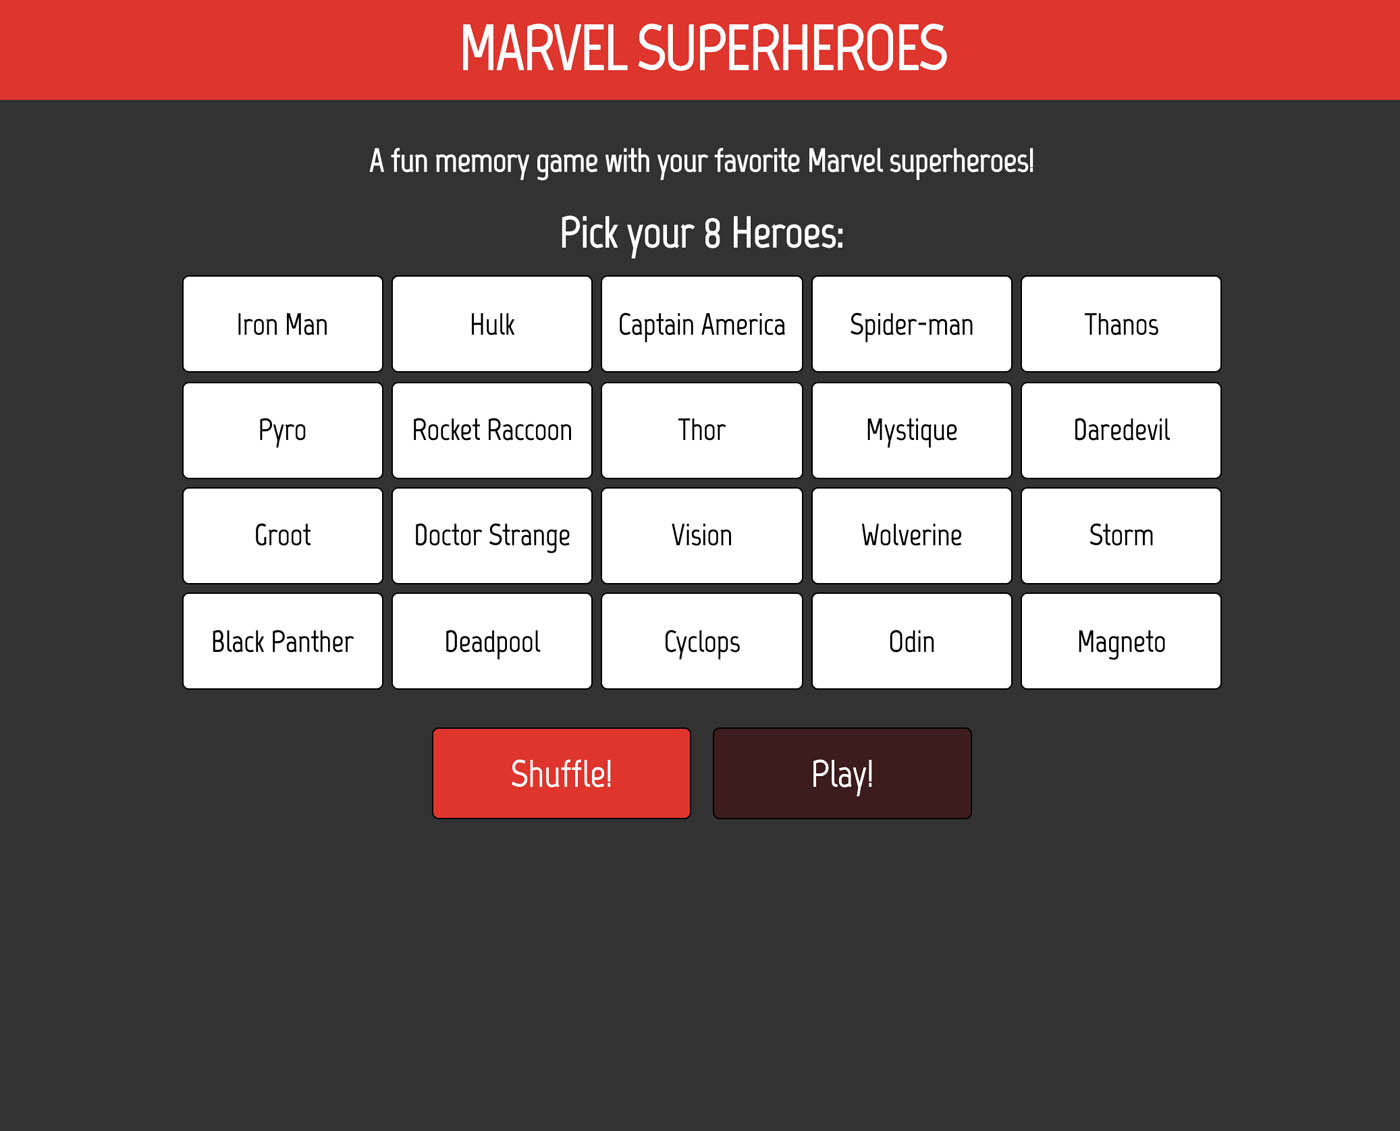 MARVEL SUPERHEROES
A fun memory game with your favorite Marvel superheroes!
Pick your 8 Heroes:
Iron Man
Hulk
Captain America
Spider-man
Thanos
Pyro
Rocket Raccoon
Thor
Mystique
Daredevil
Groot
Doctor Strange
Vision
Wolverine
Storm
Black Panther
Deadpool
Cyclops
Odin
Magneto
Shuffle!
Play!